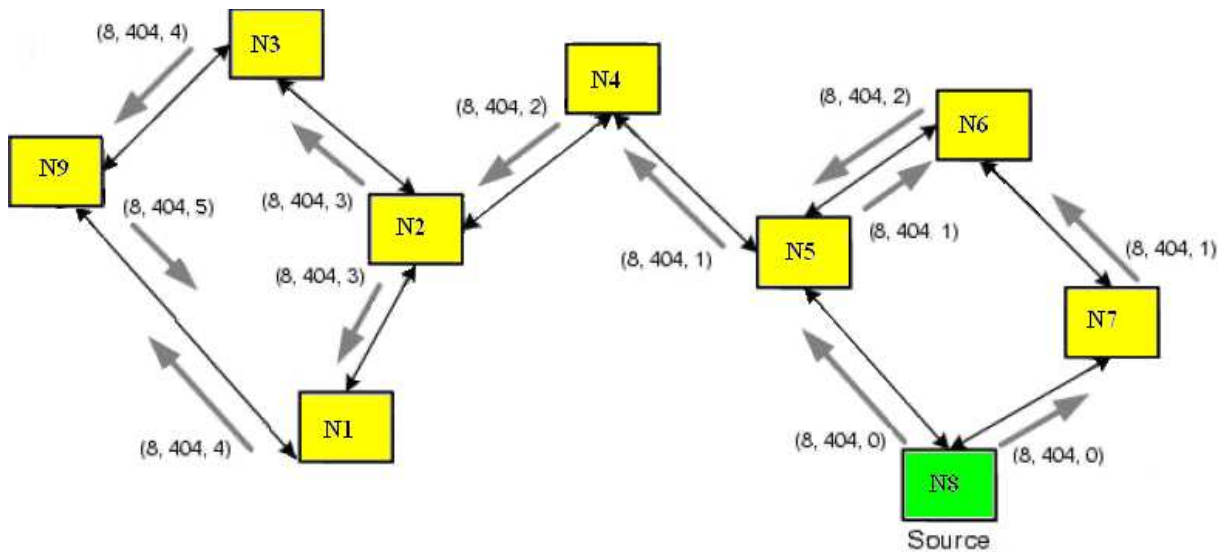 (8, 404, 4)
N3
N4
(8, 404, 2)
(8, 404, 2)
N6
N9
(8, 404, 5)
(8, 404, 3)
N2
(8, 404, 1)
N5
(8, 404 1)
(8, 404, 1)
(8, 404, 3)
N7
N1
(8, 404, 4)
(8, 404, 0)
(8, 404, 0)
N8
Source